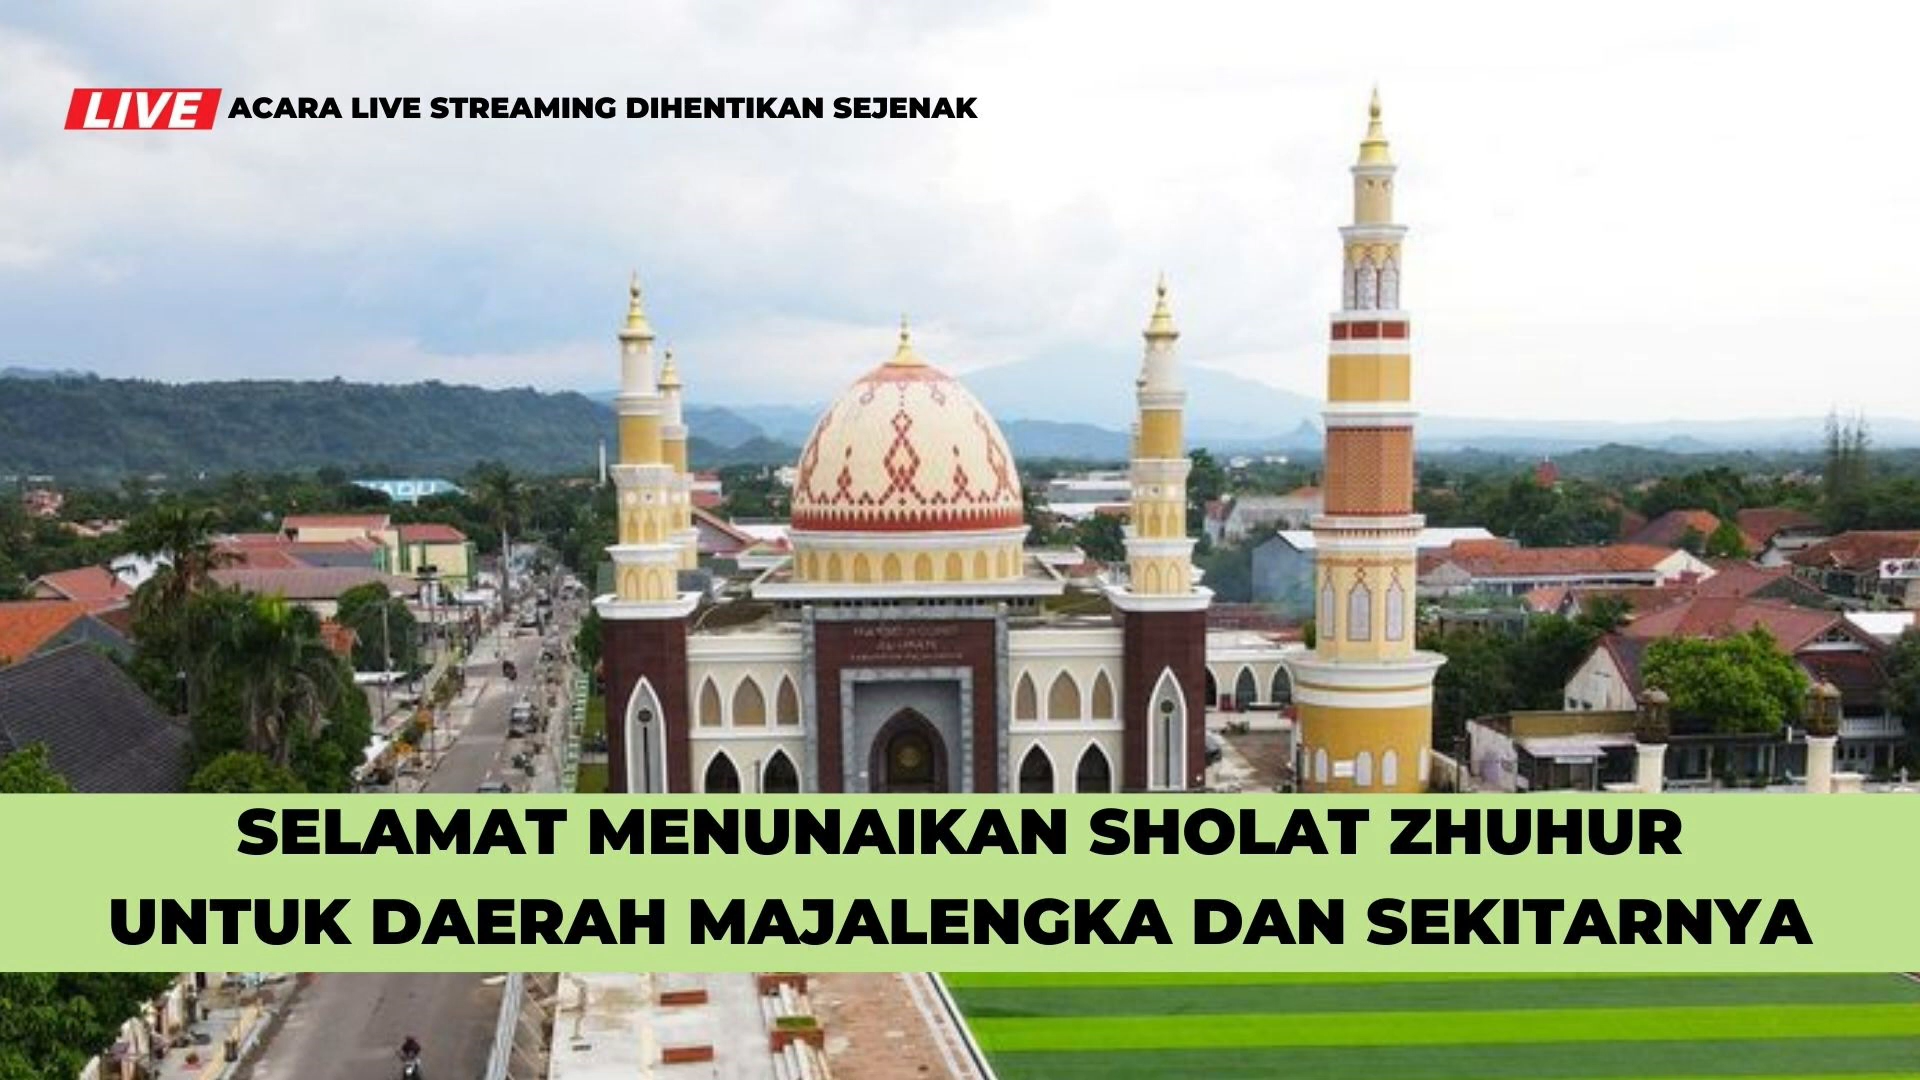 LIVE ACARA LIVE STREAMING DIHENTIKAN SEJENAK
SELAMAT MENUNAIKAN SHOLAT ZHUHUR
UNTUK DAERAH MAJALENGKA DAN SEKITARNYA